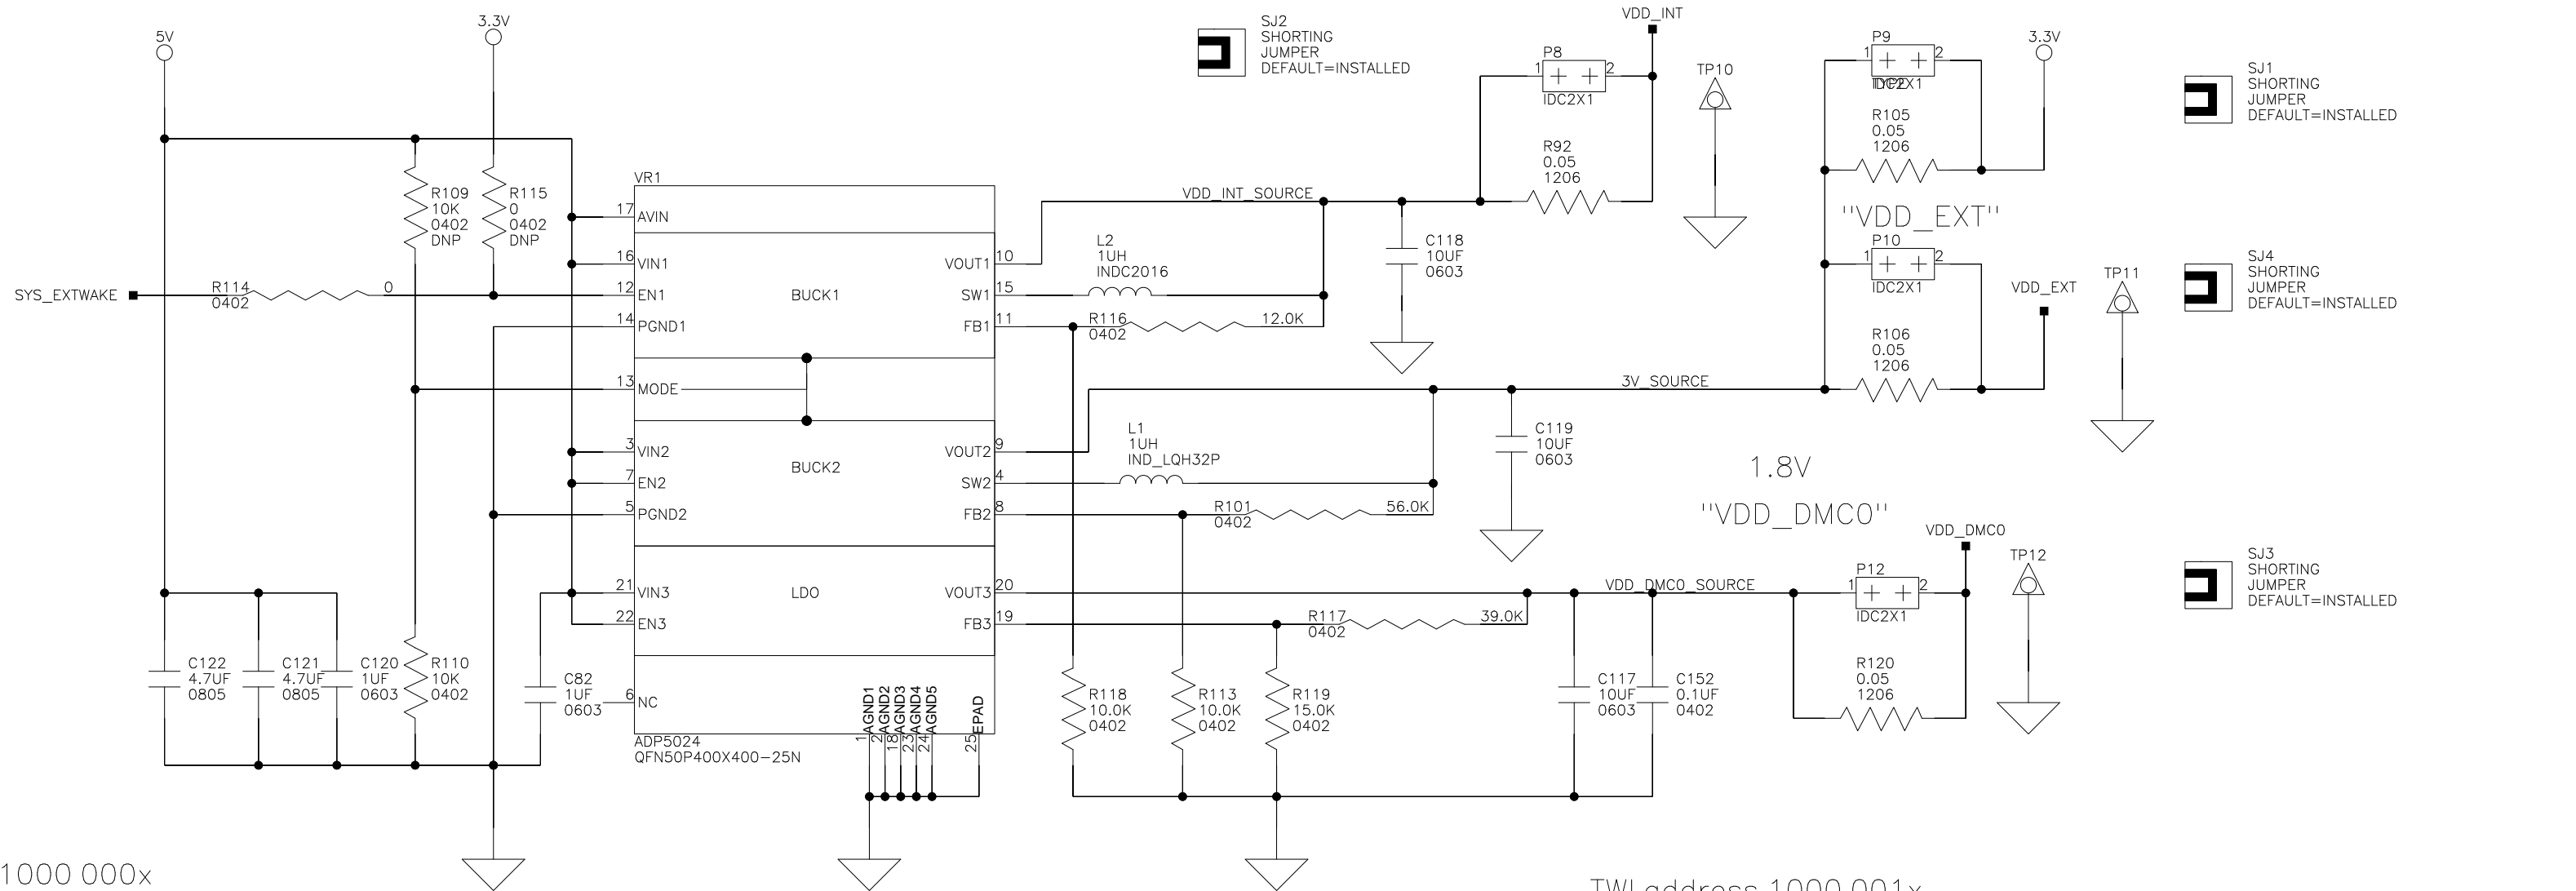 5V
3.3V
SJ2
SHORTING
JUMPER
DEFAULT=INSTALLED
VDD_INT
P8
1
2
IDC2X1
TP10
P9
1
2
IDC2X1
3.3V
SJ1
SHORTING
JUMPER
DEFAULT=INSTALLED
R105
0.05
1206
R92
0.05
1206
"VDD_EXT"
P10
1
2
IDC2X1
SJ4
SHORTING
JUMPER
DEFAULT=INSTALLED
TP11
VDD_EXT
R106
0.05
1206
R109
10K
0402
DNP
R115
0
0402
DNP
SYS_EXTWAKE
R114
0402
0
VR1
17
AVIN
16
VIN1
12
EN1
14
PGND1
13
MODE
3
VIN2
7
EN2
5
PGND2
21
VIN3
22
EN3
6
NC
BUCK1
BUCK2
LDO
VOUT1
10
SW1
15
FB1
11
VOUT2
9
SW2
4
FB2
8
VOUT3
20
FB3
19
1
AGND1
2
AGND2
18
AGND3
23
AGND4
24
AGND5
25
EPAD
ADP5024
QFN50P400X400-25N
VDD_INT_SOURCE
L2
1UH
INDC2016
R116
0402
12.0K
C118
10UF
0603
3V_SOURCE
L1
1UH
IND_LQH32P
R101
0402
56.0K
C119
10UF
0603
1.8V
"VDD_DMC0"
VDD_DMC0
TP12
SJ3
SHORTING
JUMPER
DEFAULT=INSTALLED
VDD_DMC0_SOURCE
P12
1
2
IDC2X1
R117
0402
39.0K
R120
0.05
1206
C122
4.7UF
0805
C121
4.7UF
0805
C120
1UF
0603
R110
10K
0402
C82
1UF
0603
R118
10.0K
0402
R113
10.0K
0402
R119
15.0K
0402
C117
10UF
0603
C152
0.1UF
0402
1000 000x
TWI address 1000 001x